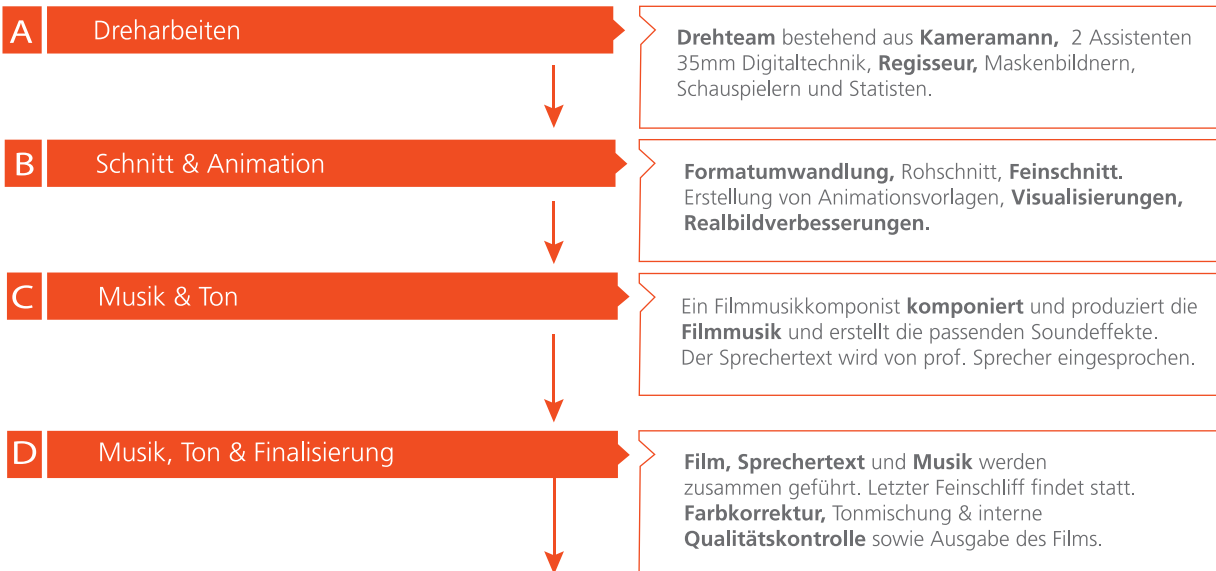 A Dreharbeiten
Drehteam bestehend aus Kameramann, 2 Assistenten
35mm Digitaltechnik, Regisseur, Maskenbildnern,
Schauspielern und Statisten.
B Schnitt & Animation
Formatumwandlung, Rohschnitt, Feinschnitt.
Erstellung von Animationsvorlagen, Visualisierungen,
Realbildverbesserungen.
C Musik & Ton
Ein Filmmusikkomponist komponiert und produziert die
Filmmusik und erstellt die passenden Soundeffekte.
Der Sprechertext wird von prof. Sprecher eingesprochen.
D Musik, Ton & Finalisierung
Film, Sprechertext und Musik werden
zusammen geführt. Letzter Feinschliff findet statt.
Farbkorrektur, Tonmischung & interne
Qualitätskontrolle sowie Ausgabe des Films.